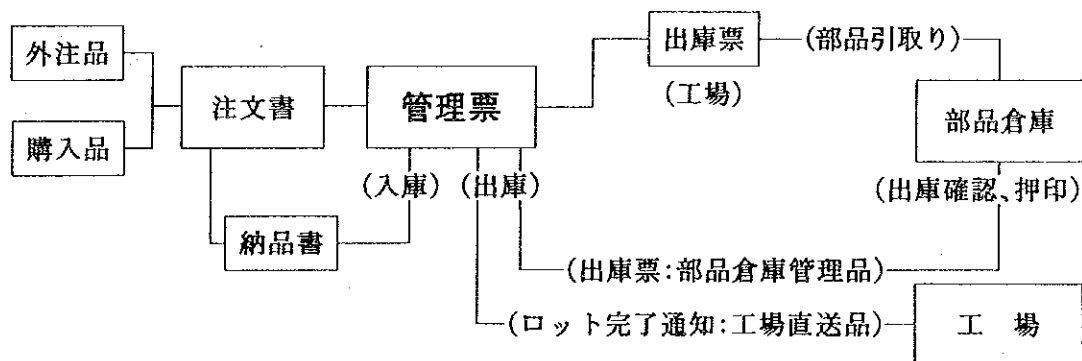 外注品
購入品
注文書
納品書
管理票
(入庫)
(出庫)
出庫票
(工場)
(部品引取り)
部品倉庫
(出庫確認、押印)
(出庫票:部品倉庫管理品)
(ロット完了通知:工場直送品)
工 場